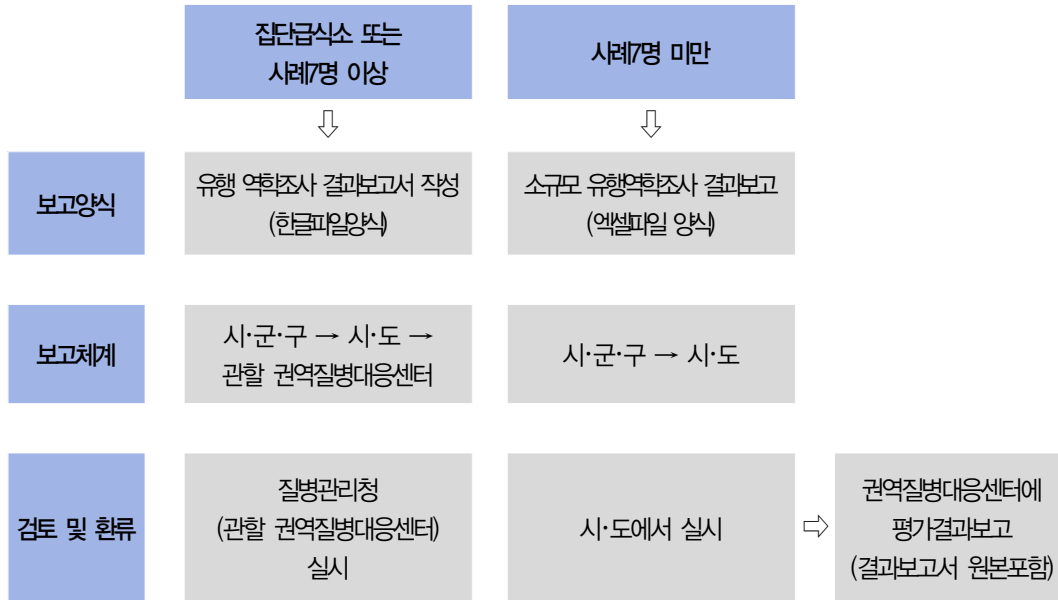 집단급식소 또는
사례7명 이상
사례7명 미만
⇩
⇩
보고양식
유행 역학조사 결과보고서 작성
(한글파일양식)
소규모 유행역학조사 결과보고
(엑셀파일 양식)
보고체계
시·군·구 → 시·도 →
관할 권역질병대응센터
시·군·구 → 시·도
검토 및 환류
질병관리청
(관할 권역질병대응센터)
실시
시·도에서 실시
⇨
권역질병대응센터에
평가결과보고
(결과보고서 원본포함)